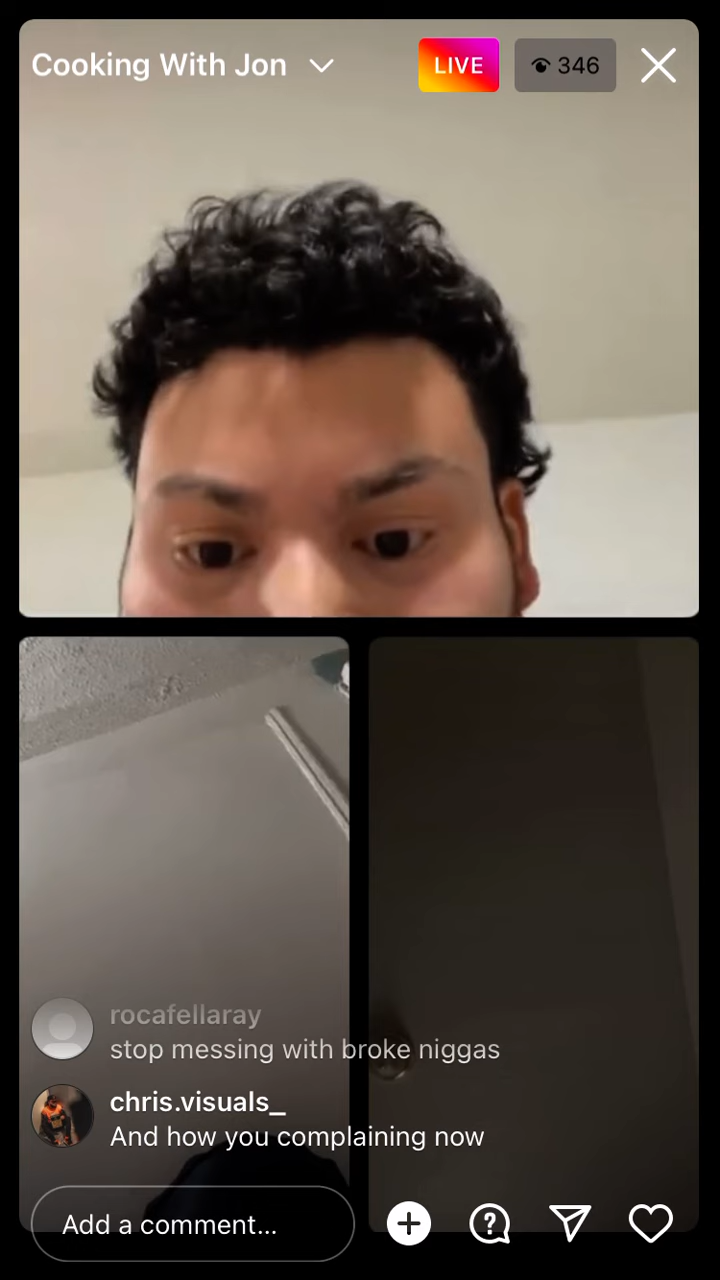 Cooking With Jon
LIVE
346
rocafellaray
stop messing with broke niggas
chris.visuals_
And how you complaining now
Add a comment...